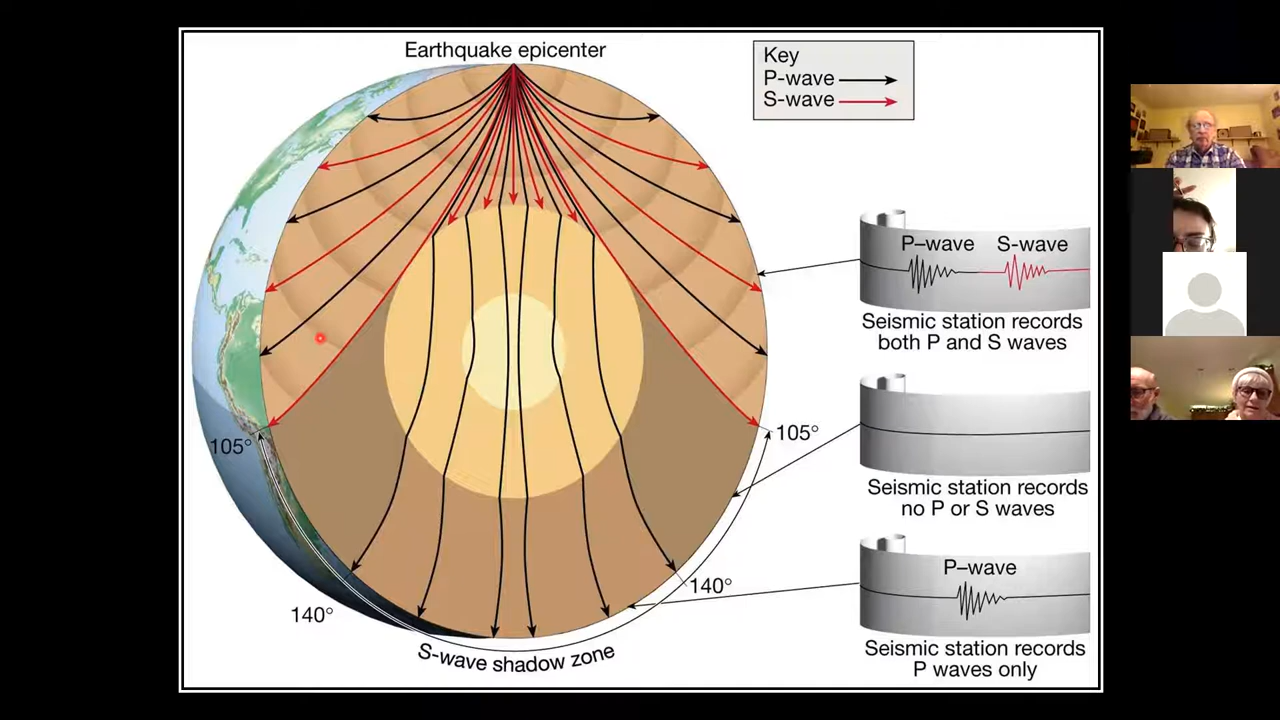 Earthquake epicenter
Key
P-wave
S-wave
P–wave S-wave
Seismic station records
both P and S waves
105°
105°
Seismic station records
no P or S waves
P–wave
140°
140°
S-wave shadow zone
Seismic station records
P waves only